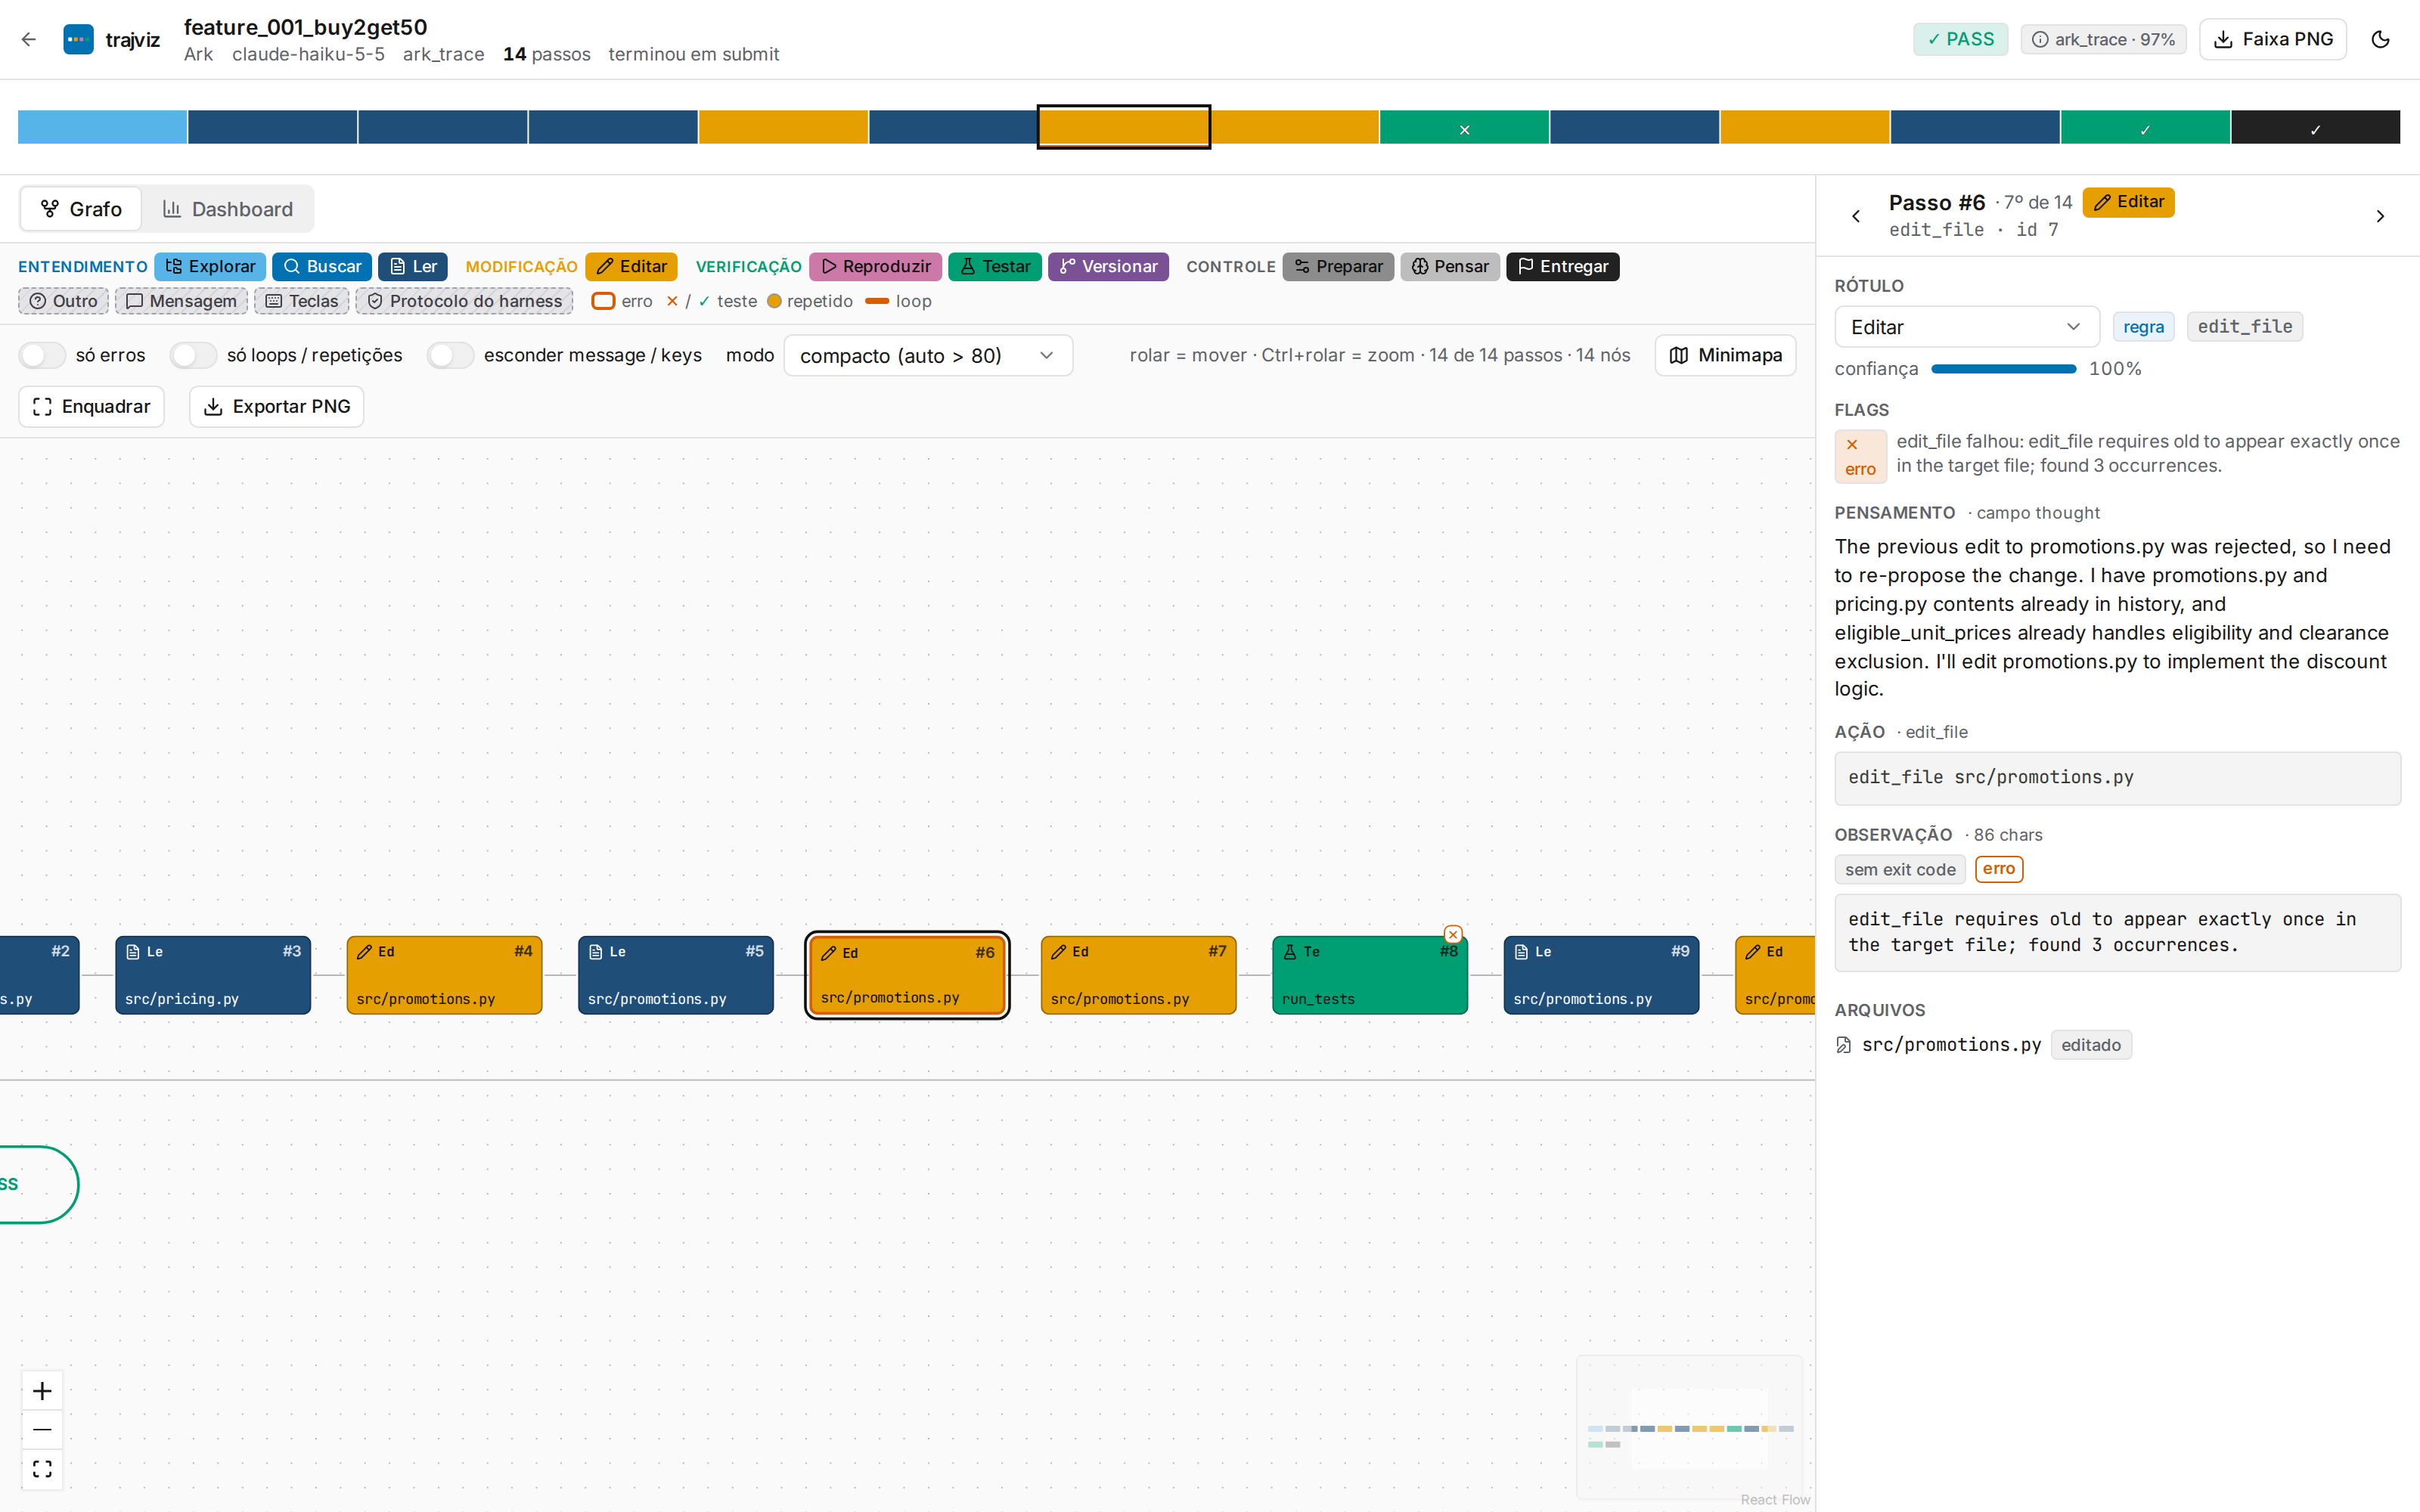 trajviz
feature_001_buy2get50
Ark claude-haiku-5-5 ark_trace 14 passos terminou em submit
✓ PASS
ark_trace · 97%
Faixa PNG
✕
✓
✓
Grafo
Dashboard
ENTENDIMENTO Explorar Buscar Ler MODIFICAÇÃO Editar VERIFICAÇÃO Reproduzir Testar Versionar CONTROLE Preparar Pensar Entregar
Outro Mensagem Teclas Protocolo do harness erro ✕ / ✓ teste repetido loop
só erros só loops / repetições esconder message / keys modo compacto (auto > 80) rolar = mover · Ctrl+rolar = zoom · 14 de 14 passos · 14 nós Minimapa
Enquadrar Exportar PNG
#2
s.py
Le #3
src/pricing.py
Ed #4
src/promotions.py
Le #5
src/promotions.py
Ed #6
src/promotions.py
Ed #7
src/promotions.py
✕
Te #8
run_tests
Le #9
src/promotions.py
Ed
src/promo
SS
React Flow
Passo #6 · 7º de 14 Editar
edit_file · id 7
RÓTULO
Editar regra edit_file
confiança 100%
FLAGS
✕ erro
edit_file falhou: edit_file requires old to appear exactly once
in the target file; found 3 occurrences.
PENSAMENTO · campo thought
The previous edit to promotions.py was rejected, so I need
to re-propose the change. I have promotions.py and
pricing.py contents already in history, and
eligible_unit_prices already handles eligibility and clearance
exclusion. I'll edit promotions.py to implement the discount
logic.
AÇÃO · edit_file
edit_file src/promotions.py
OBSERVAÇÃO · 86 chars
sem exit code erro
edit_file requires old to appear exactly once in
the target file; found 3 occurrences.
ARQUIVOS
src/promotions.py editado